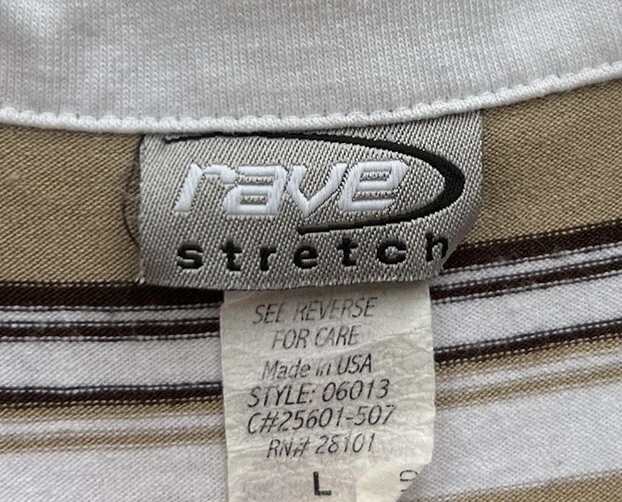 rave
stretch
SEE REVERSE
FOR CARE
Made in USA
STYLE: 06013
C#25601-507
RN# 28101
L